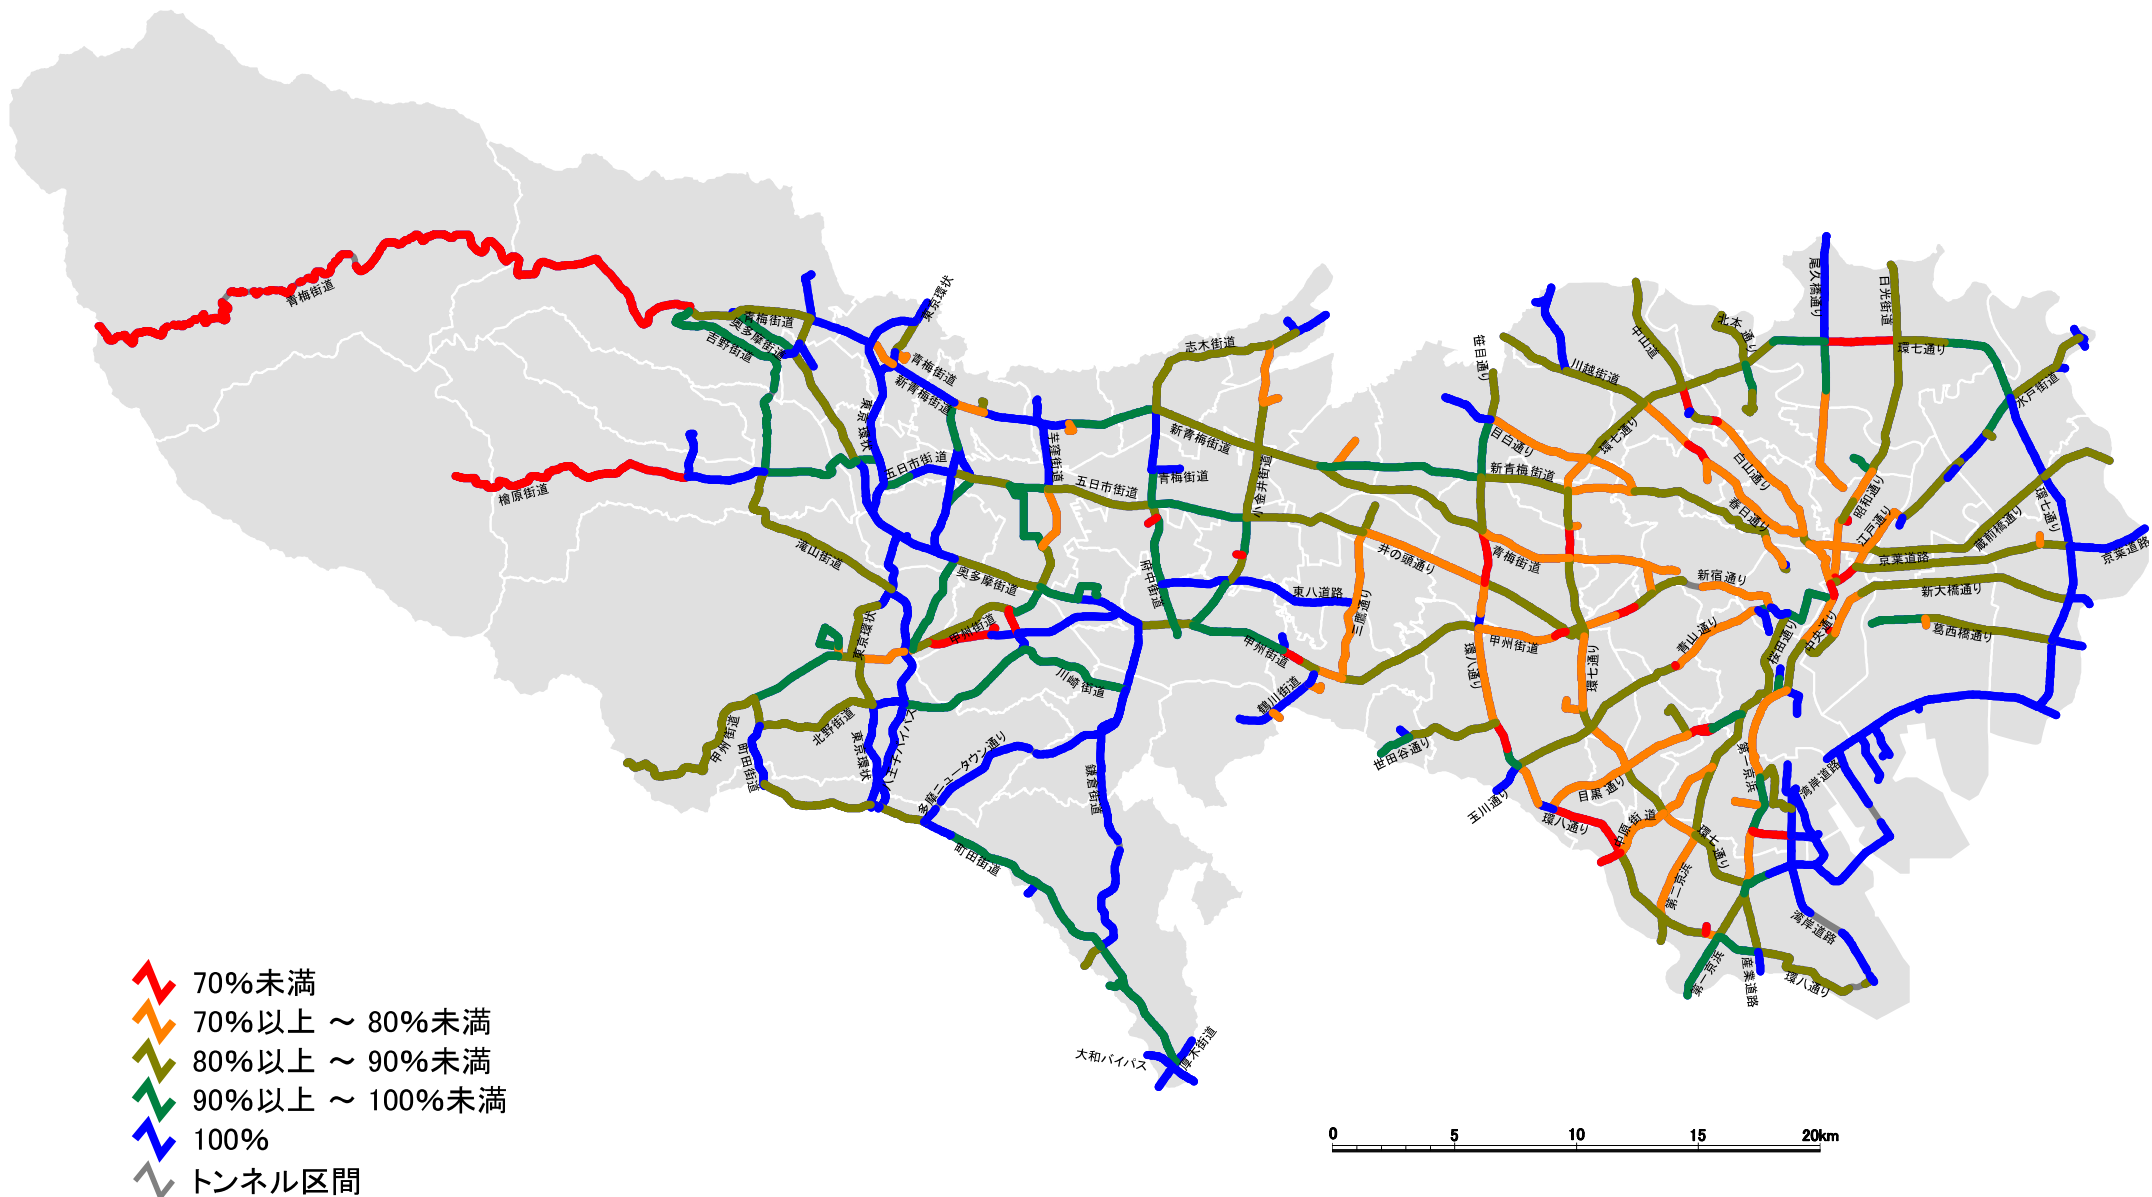 東京環状
青梅街道
青梅街道
奥多摩街道
吉野街道
青梅街道
新青梅街道
東京環状
五日市街道
檜原街道
滝山街道
芋窪街道
五日市街道
奥多摩街道
甲州街道
東京環状
川崎街道
北野街道
甲州街道
町田街道
東京環状
八王子バイパス
多摩ニュータウン通り
鎌倉街道
町田街道
大和バイパス
厚木街道
志木街道
新青梅街道
青梅街道
小金井街道
府中街道
東八道路
甲州街道
鶴川街道
三鷹通り
井の頭通り
笹目通り
目白通り
新青梅街道
青梅街道
環七通り
川越街道
中山道
北本通り
尾久橋通り
日光街道
環七通り
水戸街道
白山通り
春日通り
昭和通り
江戸通り
蔵前橋通り
環七通り
京葉道路
京葉道路
新大橋通り
葛西橋通り
新宿通り
甲州街道
環八通り
環七通り
青山通り
桜田通り
中央通り
世田谷通り
玉川通り
環八通り
目黒通り
中原街道
第一京浜
環七通り
第二京浜
湾岸道路
湾岸道路
第一京浜
産業道路
環八通り
70%未満
70%以上 ～ 80%未満
80%以上 ～ 90%未満
90%以上 ～ 100%未満
100%
トンネル区間
0 5 10 15 20km